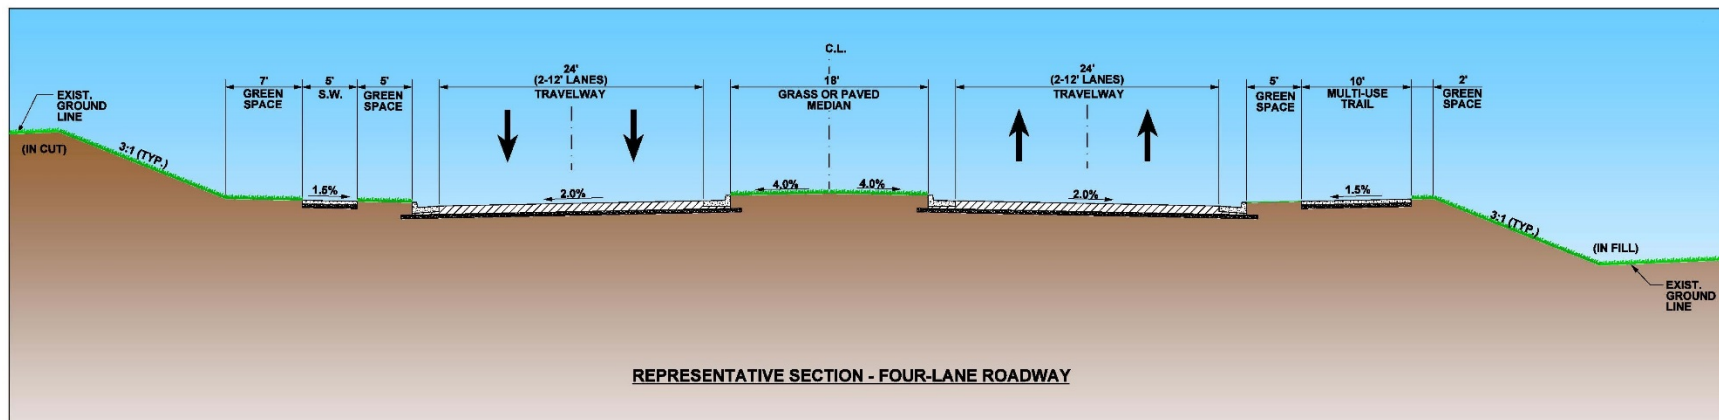 C.L.
7'
GREEN
SPACE
5'
S.W.
5'
GREEN
SPACE
24'
(2-12' LANES)
TRAVELWAY
18'
GRASS OR PAVED
MEDIAN
24'
(2-12' LANES)
TRAVELWAY
5'
GREEN
SPACE
10'
MULTI-USE
TRAIL
2'
GREEN
SPACE
EXIST.
GROUND
LINE
(IN CUT)
3:1 (TYP.)
1.5%
2.0%
4.0%
4.0%
2.0%
1.5%
3:1 (TYP.)
(IN FILL)
EXIST.
GROUND
LINE
REPRESENTATIVE SECTION - FOUR-LANE ROADWAY